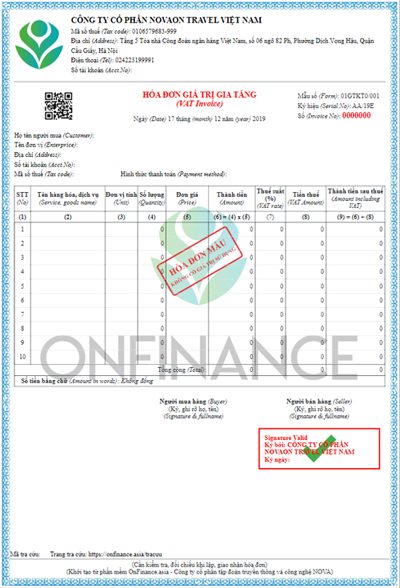 CÔNG TY CỔ PHẦN NOVAON TRAVEL VIỆT NAM
Mã số thuế (Tax code): 0106579683-999
Địa chỉ (Address): Tầng 5 Tòa nhà Công đoàn ngân hàng Việt Nam, số 06 ngõ 82 Ph, Phường Dịch Vọng Hậu, Quận
Cầu Giấy, Hà Nội
Điện thoại (Tel): 024223199991
Số tài khoản (Acct No):
HÓA ĐƠN GIÁ TRỊ GIA TĂNG
(VAT Invoice)
Ngày (Date) 17 tháng (month) 12 năm (year) 2019
Mẫu số (Form): 01GTKT0/001
Ký hiệu (Serial No): AA/19E
Số (Invoice No): 0000000
Họ tên người mua (Customer):
Tên đơn vị (Enterprise):
Địa chỉ (Address):
Số tài khoản (Acct No):
Mã số thuế (Tax code): Hình thức thanh toán (Payment method):
STT (No) Tên hàng hóa, dịch vụ (Service, goods name) Đơn vị tính (Unit) Số lượng (Quantity) Đơn giá (Price) Thành tiền (Amount) Thuế suất (%) (VAT rate) Tiền thuế (VAT Amount) Thành tiền sau thuế (Amount including VAT)
(1) (2) (3) (4) (5) (6) = (4) x (5) (7) (8) (9) = (6) + (8)
1 0 0 0 0 0
2 0 0 0 0 0
3 0 0 0 0
4 0 0 0 0
5 0 0 0 0 0
6 0 0 0 0 0
7 0 0 0 0 0
8 0 0 0 0 0
9 0 0 0 0 0
10 0 0 0 0 0
HÓA ĐƠN MẪU
KHÔNG CÓ GIÁ TRỊ SỬ DỤNG
ONFINANCE
Tổng cộng (Total): 0 0 0
Số tiền bằng chữ (Amount in words): Không đồng
Người mua hàng (Buyer)
(Ký, ghi rõ họ, tên)
(Signature & fullname)
Người bán hàng (Seller)
(Ký, ghi rõ họ, tên)
(Signature & fullname)
Signature Valid
Ký bởi: CÔNG TY CỔ PHẦN
NOVAON TRAVEL VIỆT NAM
Ký ngày:
Mã tra cứu: Trang tra cứu: https://onfinance.asia/tracuu
(Cần kiểm tra, đối chiếu khi lập, giao nhận hóa đơn)
(Khởi tạo từ phần mềm OnFinance.asia - Công ty cổ phần tập đoàn truyền thông và công nghệ NOVA)